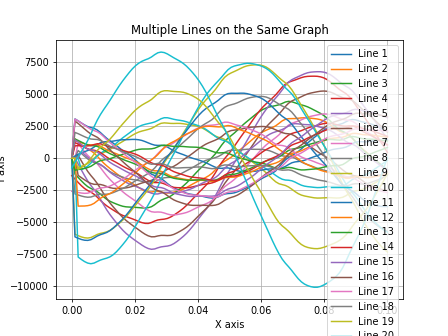 Multiple Lines on the Same Graph
7500
5000
2500
0
−2500
−5000
−7500
−10000
0.00
0.02
0.04
0.06
X axis
Line 1
Line 2
Line 3
Line 4
Line 5
Line 6
Line 7
Line 8
Line 9
Line 10
Line 11
Line 12
Line 13
Line 14
Line 15
Line 16
Line 17
Line 18
Line 19